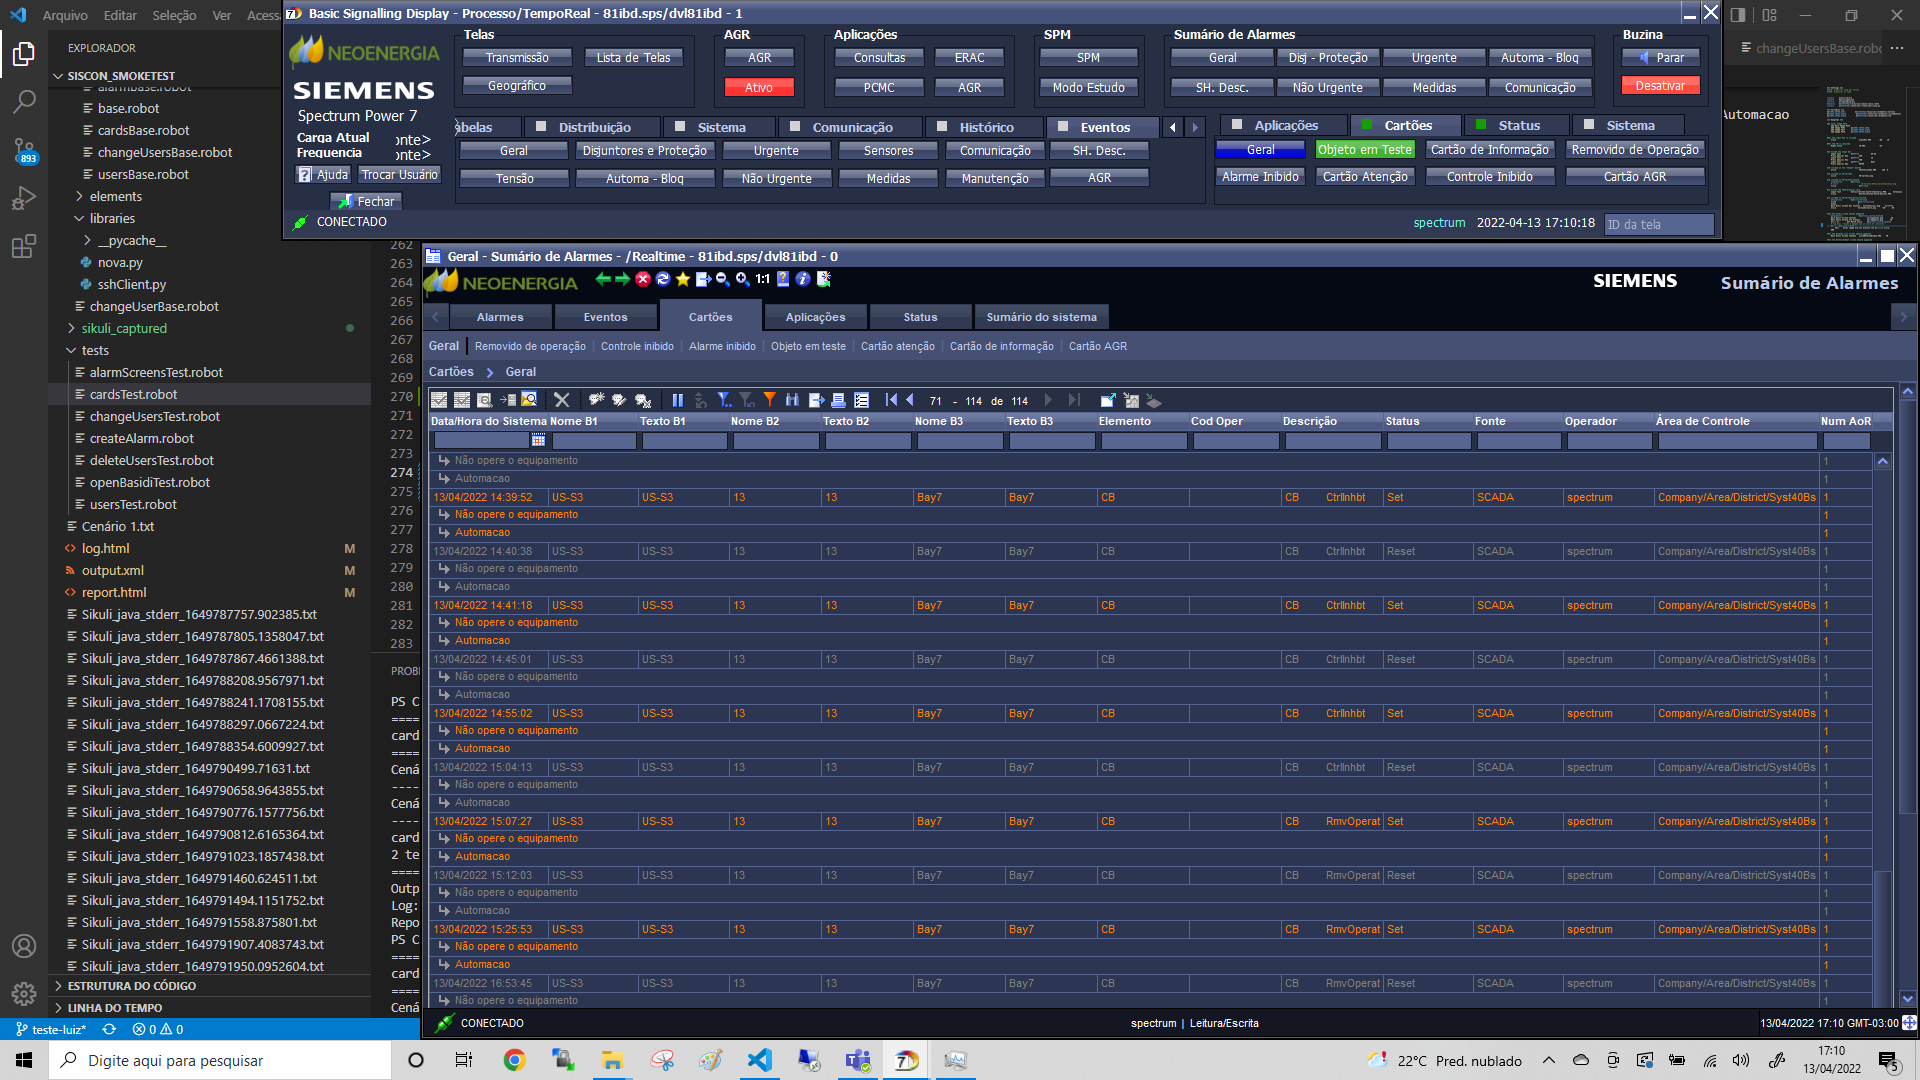 Arquivo Editar Seleção Ver
Basic Signalling Display - Processo/TempoReal - 81ibd.sps/dvl81ibd - 1
EXPLORADOR
SISCON_SMOKETEST
base.robot
cardsBase.robot
changeUsersBase.robot
usersBase.robot
elements
libraries
__pycache__
nova.py
sshClient.py
changeUserBase.robot
sikuli_captured
tests
alarmScreensTest.robot
cardsTest.robot
changeUsersTest.robot
createAlarm.robot
deleteUsersTest.robot
openBasidiTest.robot
usersTest.robot
Cenário 1.txt
log.html M
output.xml M
report.html M
Sikuli_java_stderr_1649787757.902385.txt
Sikuli_java_stderr_1649787805.1358047.txt
Sikuli_java_stderr_1649787867.4661388.txt
Sikuli_java_stderr_1649788208.9567971.txt
Sikuli_java_stderr_1649788241.1708155.txt
Sikuli_java_stderr_1649788297.0667224.txt
Sikuli_java_stderr_1649788354.6009927.txt
Sikuli_java_stderr_1649790499.71631.txt
Sikuli_java_stderr_1649790658.9643855.txt
Sikuli_java_stderr_1649790776.1577756.txt
Sikuli_java_stderr_1649790812.6165364.txt
Sikuli_java_stderr_1649791023.1857438.txt
Sikuli_java_stderr_1649791460.624511.txt
Sikuli_java_stderr_1649791494.1151752.txt
Sikuli_java_stderr_1649791558.875801.txt
Sikuli_java_stderr_1649791907.4083743.txt
Sikuli_java_stderr_1649791950.0952604.txt
ESTRUTURA DO CÓDIGO
LINHA DO TEMPO
893
teste-luiz* 0 0
NEOENERGIA
SIEMENS
Spectrum Power 7
Carga Atual onte>
Frequencia onte>
Ajuda Trocar Usuário
Fechar
CONECTADO
Telas
Transmissão Lista de Telas
Geográfico
AGR
AGR
Ativo
Aplicações
Consultas ERAC
PCMC AGR
SPM
SPM
Modo Estudo
Sumário de Alarmes
Geral Disj - Proteção Urgente Automa - Bloq
SH. Desc. Não Urgente Medidas Comunicação
Buzina
Parar
Desativar
abelas Distribuição Sistema Comunicação Histórico Eventos
Geral Disjuntores e Proteção Urgente Sensores Comunicação SH. Desc.
Tensão Automa - Bloq Não Urgente Medidas Manutenção AGR
Aplicações Cartões Status Sistema
Geral Objeto em Teste Cartão de Informação Removido de Operação
Alarme Inibido Cartão Atenção Controle Inibido Cartão AGR
spectrum 2022-04-13 17:10:18 ID da tela
changeUsersBase.robo
Automacao
262
263
264
265
266
267
268
269
270
271
272
273
274
275
276
277
278
279
280
281
282
283
PROB
PS C
====
card
====
Cená
----
Cená
----
card
2 te
====
Outp
Log:
Repo
PS C
====
card
====
Cená
Geral - Sumário de Alarmes - /Realtime - 81ibd.sps/dvl81ibd - 0
NEOENERGIA 1:1 SIEMENS Sumário de Alarmes
Alarmes Eventos Cartões Aplicações Status Sumário do sistema
Geral Removido de operação Controle inibido Alarme inibido Objeto em teste Cartão atenção Cartão de informação Cartão AGR
Cartões Geral
71 - 114 de 114
Data/Hora do Sistema Nome B1 Texto B1 Nome B2 Texto B2 Nome B3 Texto B3 Elemento Cod Oper Descrição Status Fonte Operador Área de Controle Num AoR
Não opere o equipamento 1
Automacao 1
13/04/2022 14:39:52 US-S3 US-S3 13 13 Bay7 Bay7 CB CB CtrlInhbt Set SCADA spectrum Company/Area/District/Syst40Bs 1
Não opere o equipamento 1
Automacao 1
13/04/2022 14:40:38 US-S3 US-S3 13 13 Bay7 Bay7 CB CB CtrlInhbt Reset SCADA spectrum Company/Area/District/Syst40Bs 1
Não opere o equipamento 1
Automacao 1
13/04/2022 14:41:18 US-S3 US-S3 13 13 Bay7 Bay7 CB CB CtrlInhbt Set SCADA spectrum Company/Area/District/Syst40Bs 1
Não opere o equipamento 1
Automacao 1
13/04/2022 14:45:01 US-S3 US-S3 13 13 Bay7 Bay7 CB CB CtrlInhbt Reset SCADA spectrum Company/Area/District/Syst40Bs 1
Não opere o equipamento 1
Automacao 1
13/04/2022 14:55:02 US-S3 US-S3 13 13 Bay7 Bay7 CB CB CtrlInhbt Set SCADA spectrum Company/Area/District/Syst40Bs 1
Não opere o equipamento 1
Automacao 1
13/04/2022 15:04:13 US-S3 US-S3 13 13 Bay7 Bay7 CB CB CtrlInhbt Reset SCADA spectrum Company/Area/District/Syst40Bs 1
Não opere o equipamento 1
Automacao 1
13/04/2022 15:07:27 US-S3 US-S3 13 13 Bay7 Bay7 CB CB RmvOperat Set SCADA spectrum Company/Area/District/Syst40Bs 1
Não opere o equipamento 1
Automacao 1
13/04/2022 15:12:03 US-S3 US-S3 13 13 Bay7 Bay7 CB CB RmvOperat Reset SCADA spectrum Company/Area/District/Syst40Bs 1
Não opere o equipamento 1
Automacao 1
13/04/2022 15:25:53 US-S3 US-S3 13 13 Bay7 Bay7 CB CB RmvOperat Set SCADA spectrum Company/Area/District/Syst40Bs 1
Não opere o equipamento 1
Automacao 1
13/04/2022 16:53:45 US-S3 US-S3 13 13 Bay7 Bay7 CB CB RmvOperat Reset SCADA spectrum Company/Area/District/Syst40Bs 1
Não opere o equipamento 1
CONECTADO spectrum | Leitura/Escrita 13/04/2022 17:10 GMT-03:00
Digite aqui para pesquisar 22°C Pred. nublado 17:10
13/04/2022 5